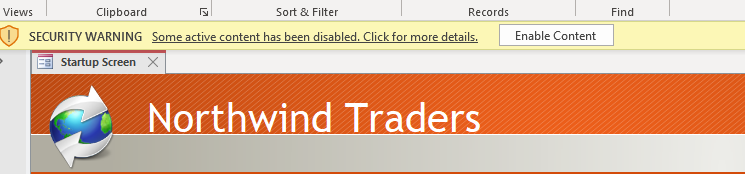 Views Clipboard Sort & Filter Records Find
SECURITY WARNING Some active content has been disabled. Click for more details. Enable Content
Startup Screen
Northwind Traders